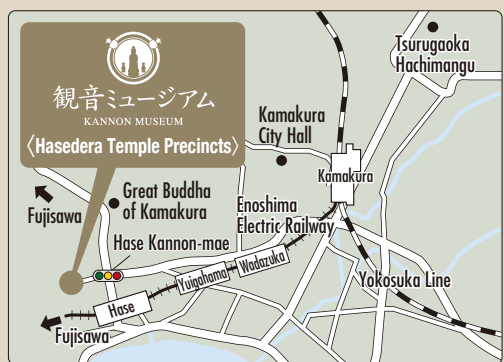 観音ミュージアム
KANNON MUSEUM
〈Hasedera Temple Precincts〉
Tsurugaoka
Hachimangu
Kamakura
City Hall
Kamakura
Fujisawa
Great Buddha
of Kamakura
Enoshima
Electric Railway
Hase Kannon-mae
Wadazuka
Yuigahama
Yokosuka Line
Hase
Fujisawa